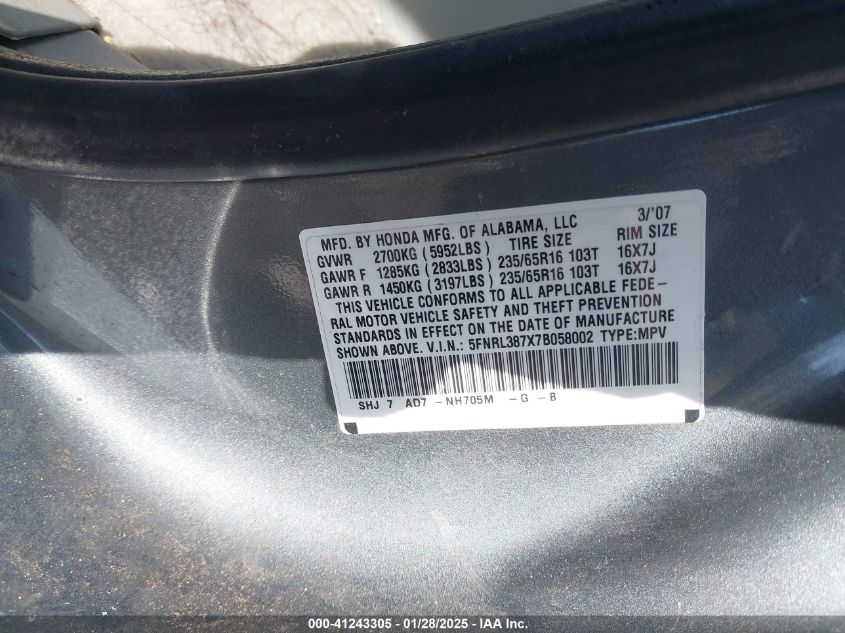 3/'07
MFD. BY HONDA MFG. OF ALABAMA, LLC
GVWR 2700KG (5952LBS) TIRE SIZE RIM SIZE
GAWR F 1285KG (2833LBS) 235/65R16 103T 16X7J
GAWR R 1450KG (3197LBS) 235/65R16 103T 16X7J
THIS VEHICLE CONFORMS TO ALL APPLICABLE FEDE-
RAL MOTOR VEHICLE SAFETY AND THEFT PREVENTION
STANDARDS IN EFFECT ON THE DATE OF MANUFACTURE
SHOWN ABOVE. V.I.N.: 5FNRL387X7B058002 TYPE:MPV
SHJ 7 AD7 -NH705M -G -B
000-41243305 - 01/28/2025 - IAA Inc.